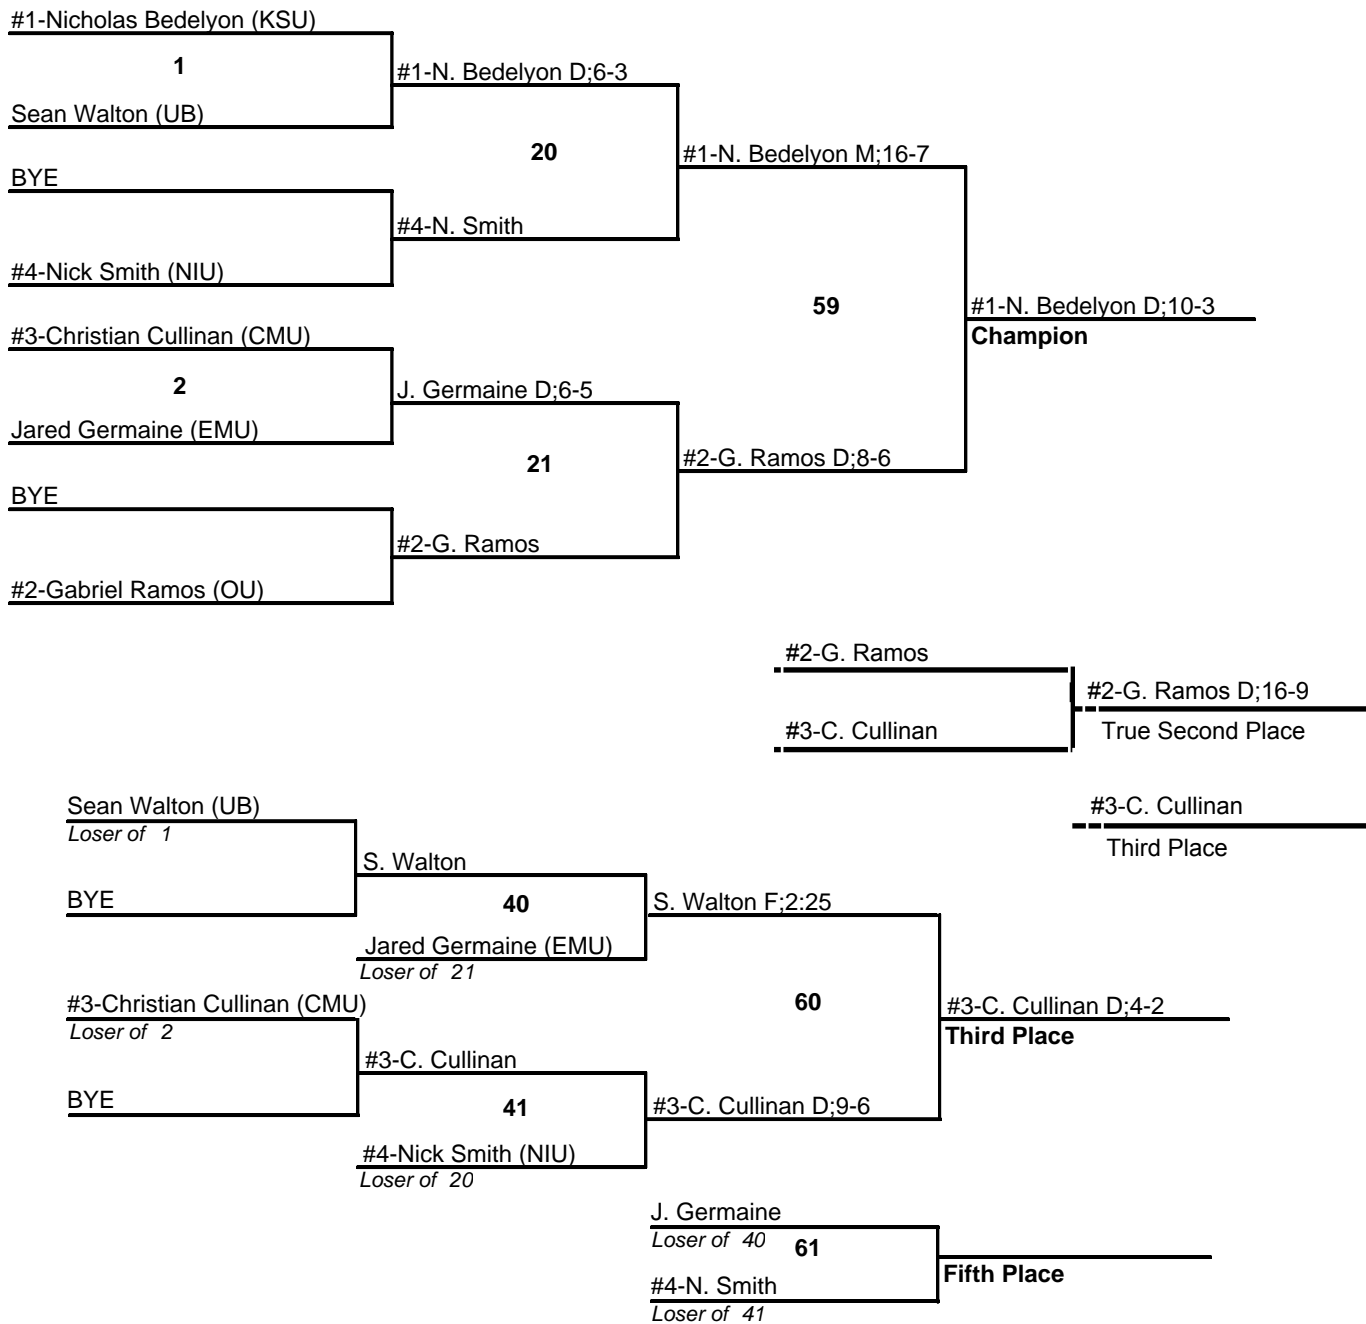 #1-Nicholas Bedelyon (KSU)
1
#1-N. Bedelyon D;6-3
Sean Walton (UB)
20
#1-N. Bedelyon M;16-7
BYE
#4-N. Smith
#4-Nick Smith (NIU)
59
#1-N. Bedelyon D;10-3
Champion
#3-Christian Cullinan (CMU)
2
J. Germaine D;6-5
Jared Germaine (EMU)
21
#2-G. Ramos D;8-6
BYE
#2-G. Ramos
#2-Gabriel Ramos (OU)
#2-G. Ramos
#2-G. Ramos D;16-9
True Second Place
#3-C. Cullinan
#3-C. Cullinan
Third Place
Sean Walton (UB)
Loser of 1
S. Walton
BYE
40
S. Walton F;2:25
Jared Germaine (EMU)
Loser of 21
60
#3-C. Cullinan D;4-2
Third Place
#3-Christian Cullinan (CMU)
Loser of 2
#3-C. Cullinan
BYE
41
#3-C. Cullinan D;9-6
#4-Nick Smith (NIU)
Loser of 20
J. Germaine
Loser of 40
61
Fifth Place
#4-N. Smith
Loser of 41